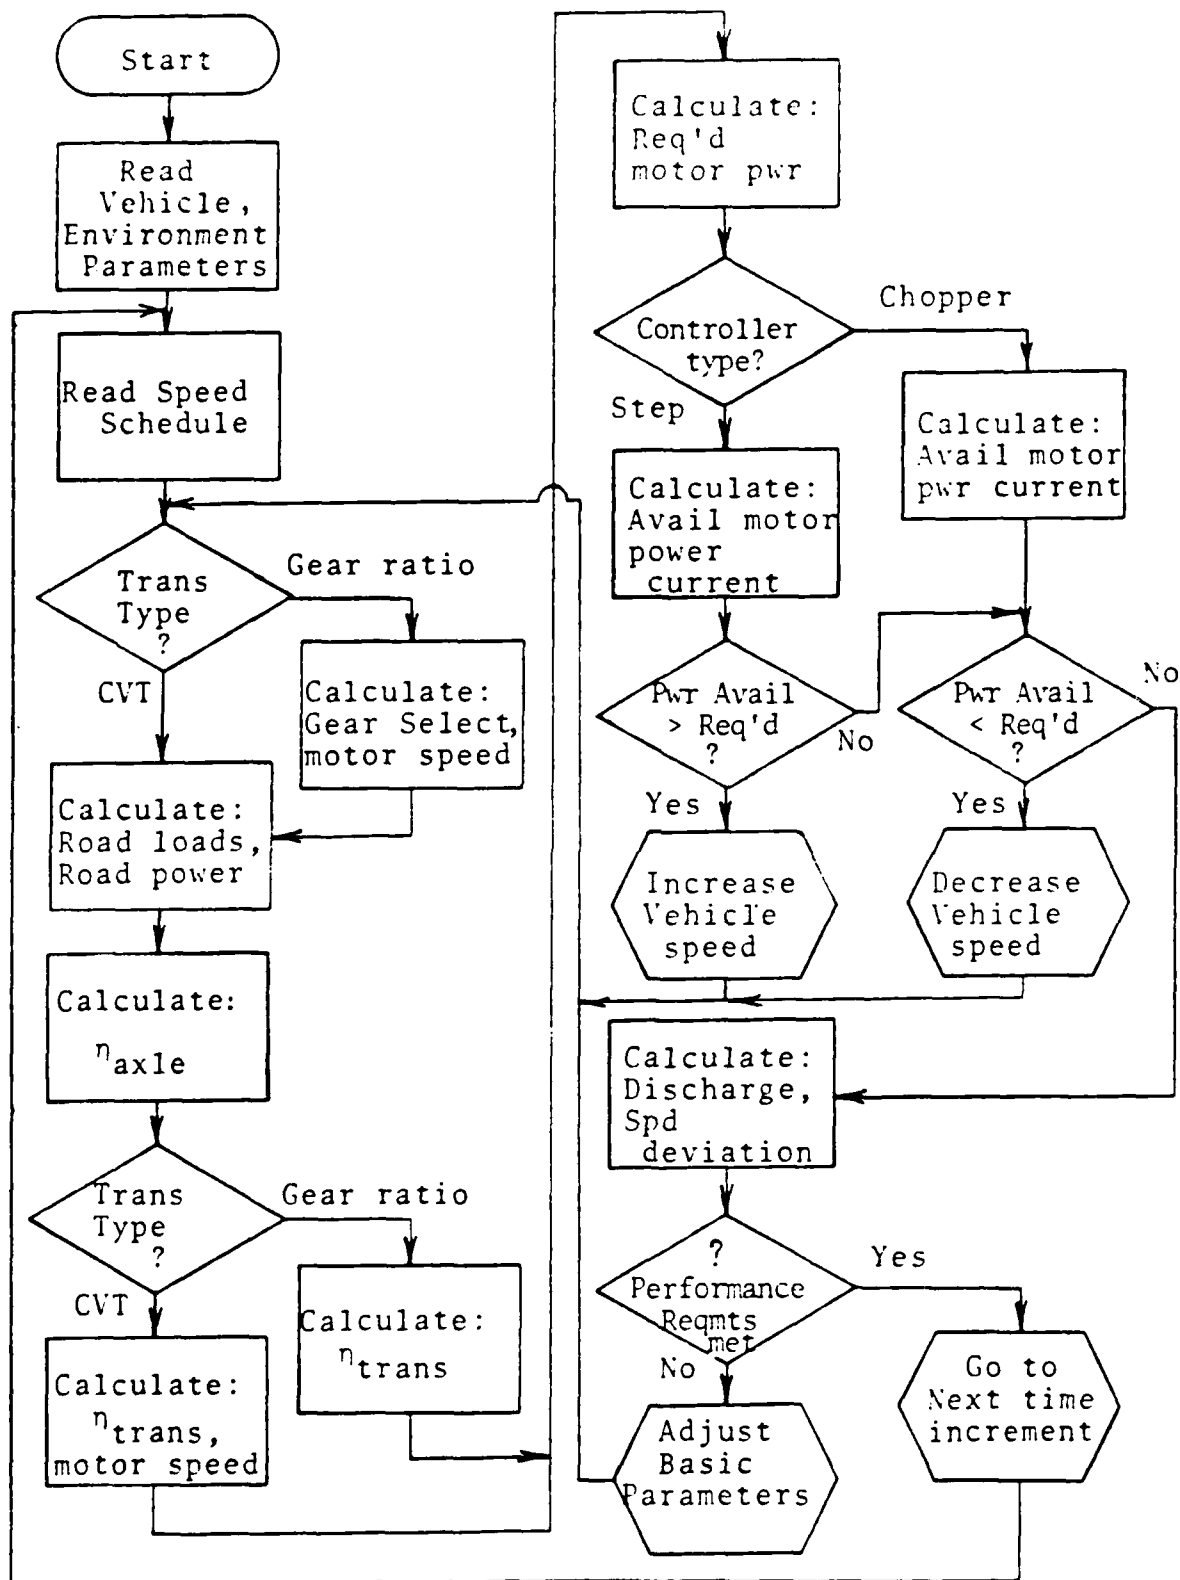 Start
Read
Vehicle,
Environment
Parameters
Read Speed
Schedule
Trans
Type
?
Gear ratio
CVT
Calculate:
Gear Select,
motor speed
Calculate:
Road loads,
Road power
Calculate:
ηaxle
Trans
Type
?
Gear ratio
CVT
Calculate:
ηtrans
Calculate:
ηtrans,
motor speed
Calculate:
Req'd
motor pwr
Controller
type?
Chopper
Step
Calculate:
Avail motor
power
current
Calculate:
Avail motor
pwr current
Pwr Avail
> Req'd
?
No
Yes
Pwr Avail
< Req'd
?
No
Yes
Increase
Vehicle
speed
Decrease
Vehicle
speed
Calculate:
Discharge,
Spd
deviation
?
Performance
Reqmts
met
Yes
No
Adjust
Basic
Parameters
Go to
Next time
increment